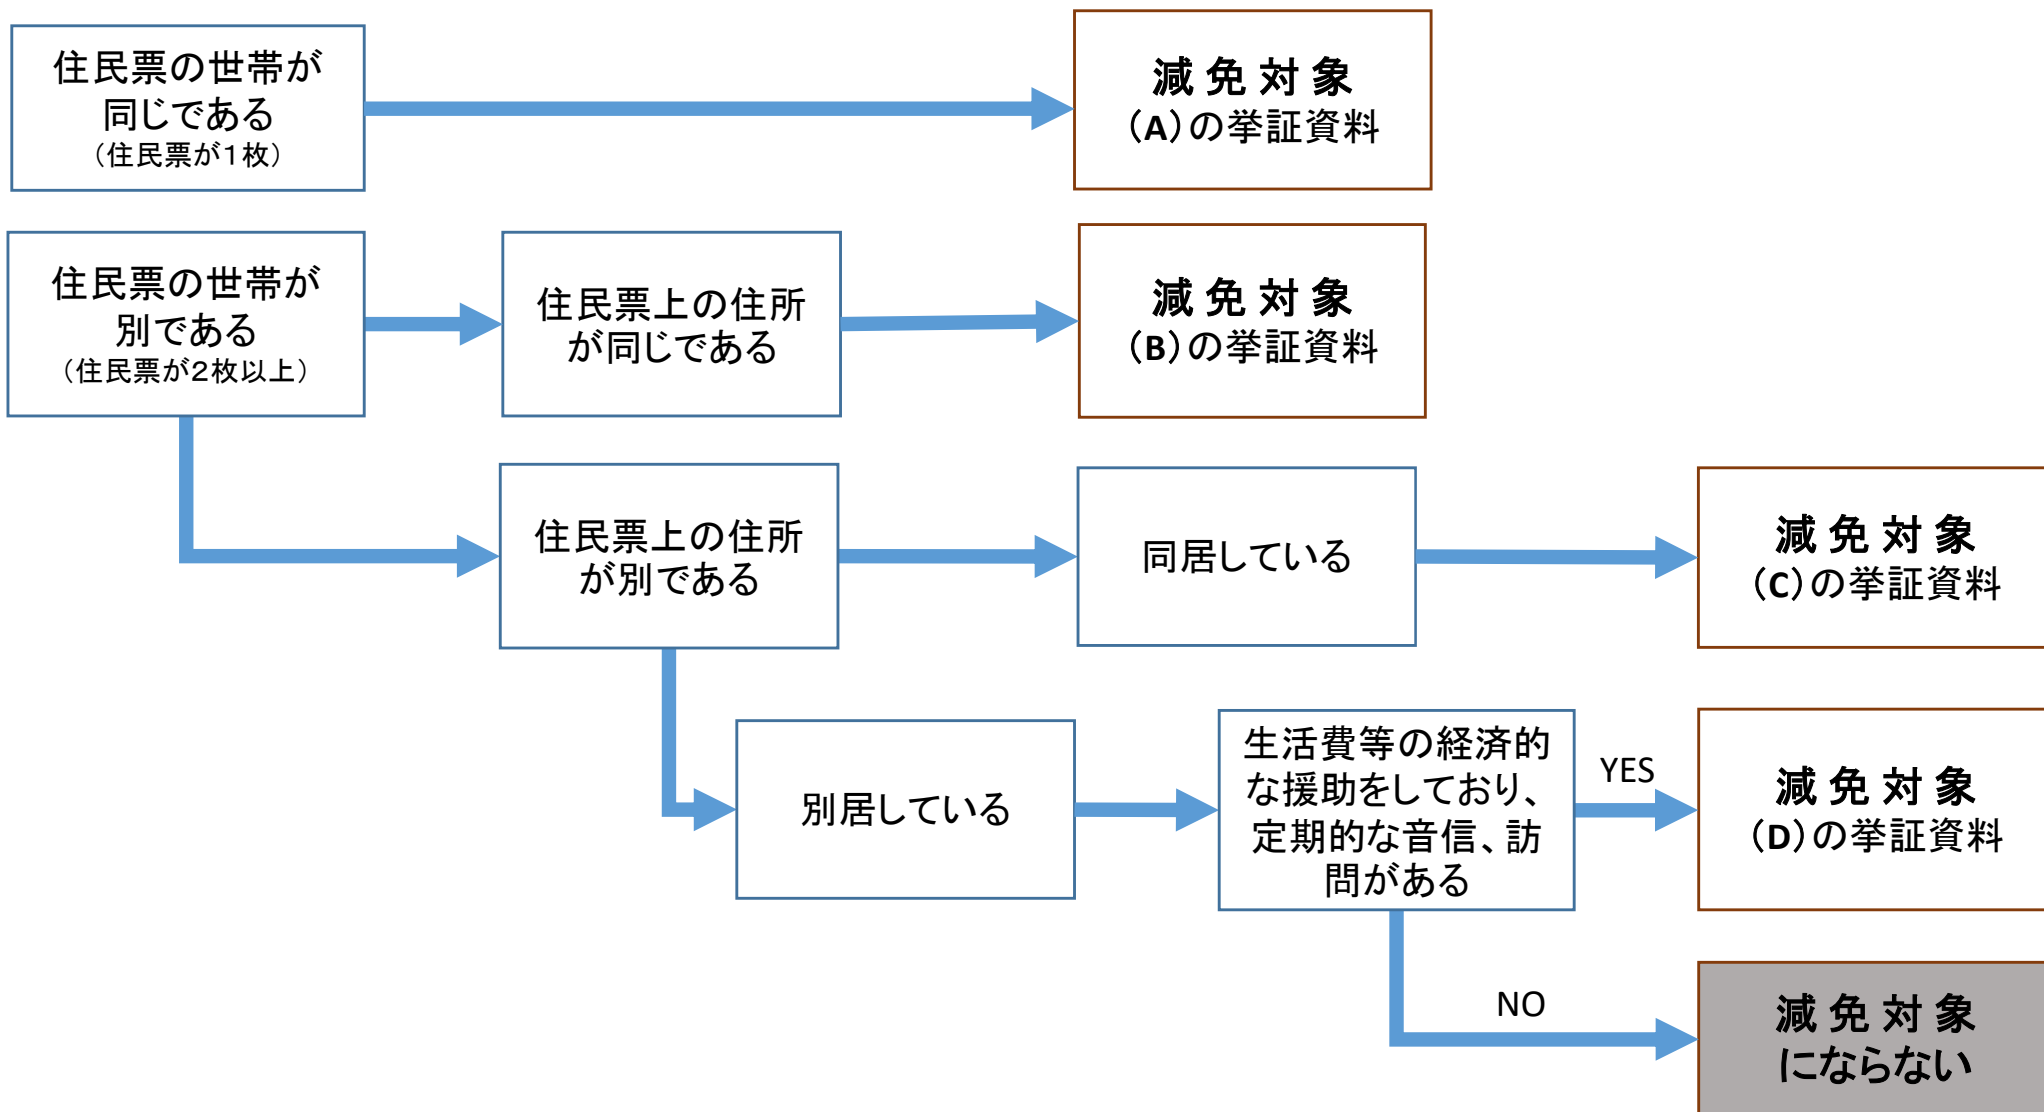 住民票の世帯が
同じである
（住民票が１枚）
減 免 対 象
（A）の挙証資料
住民票の世帯が
別である
（住民票が２枚以上）
住民票上の住所
が同じである
減 免 対 象
（B）の挙証資料
住民票上の住所
が別である
同居している
減 免 対 象
（C）の挙証資料
別居している
生活費等の経済的
な援助をしており、
定期的な音信、訪
問がある
YES
減 免 対 象
（D）の挙証資料
NO
減 免 対 象
にならない